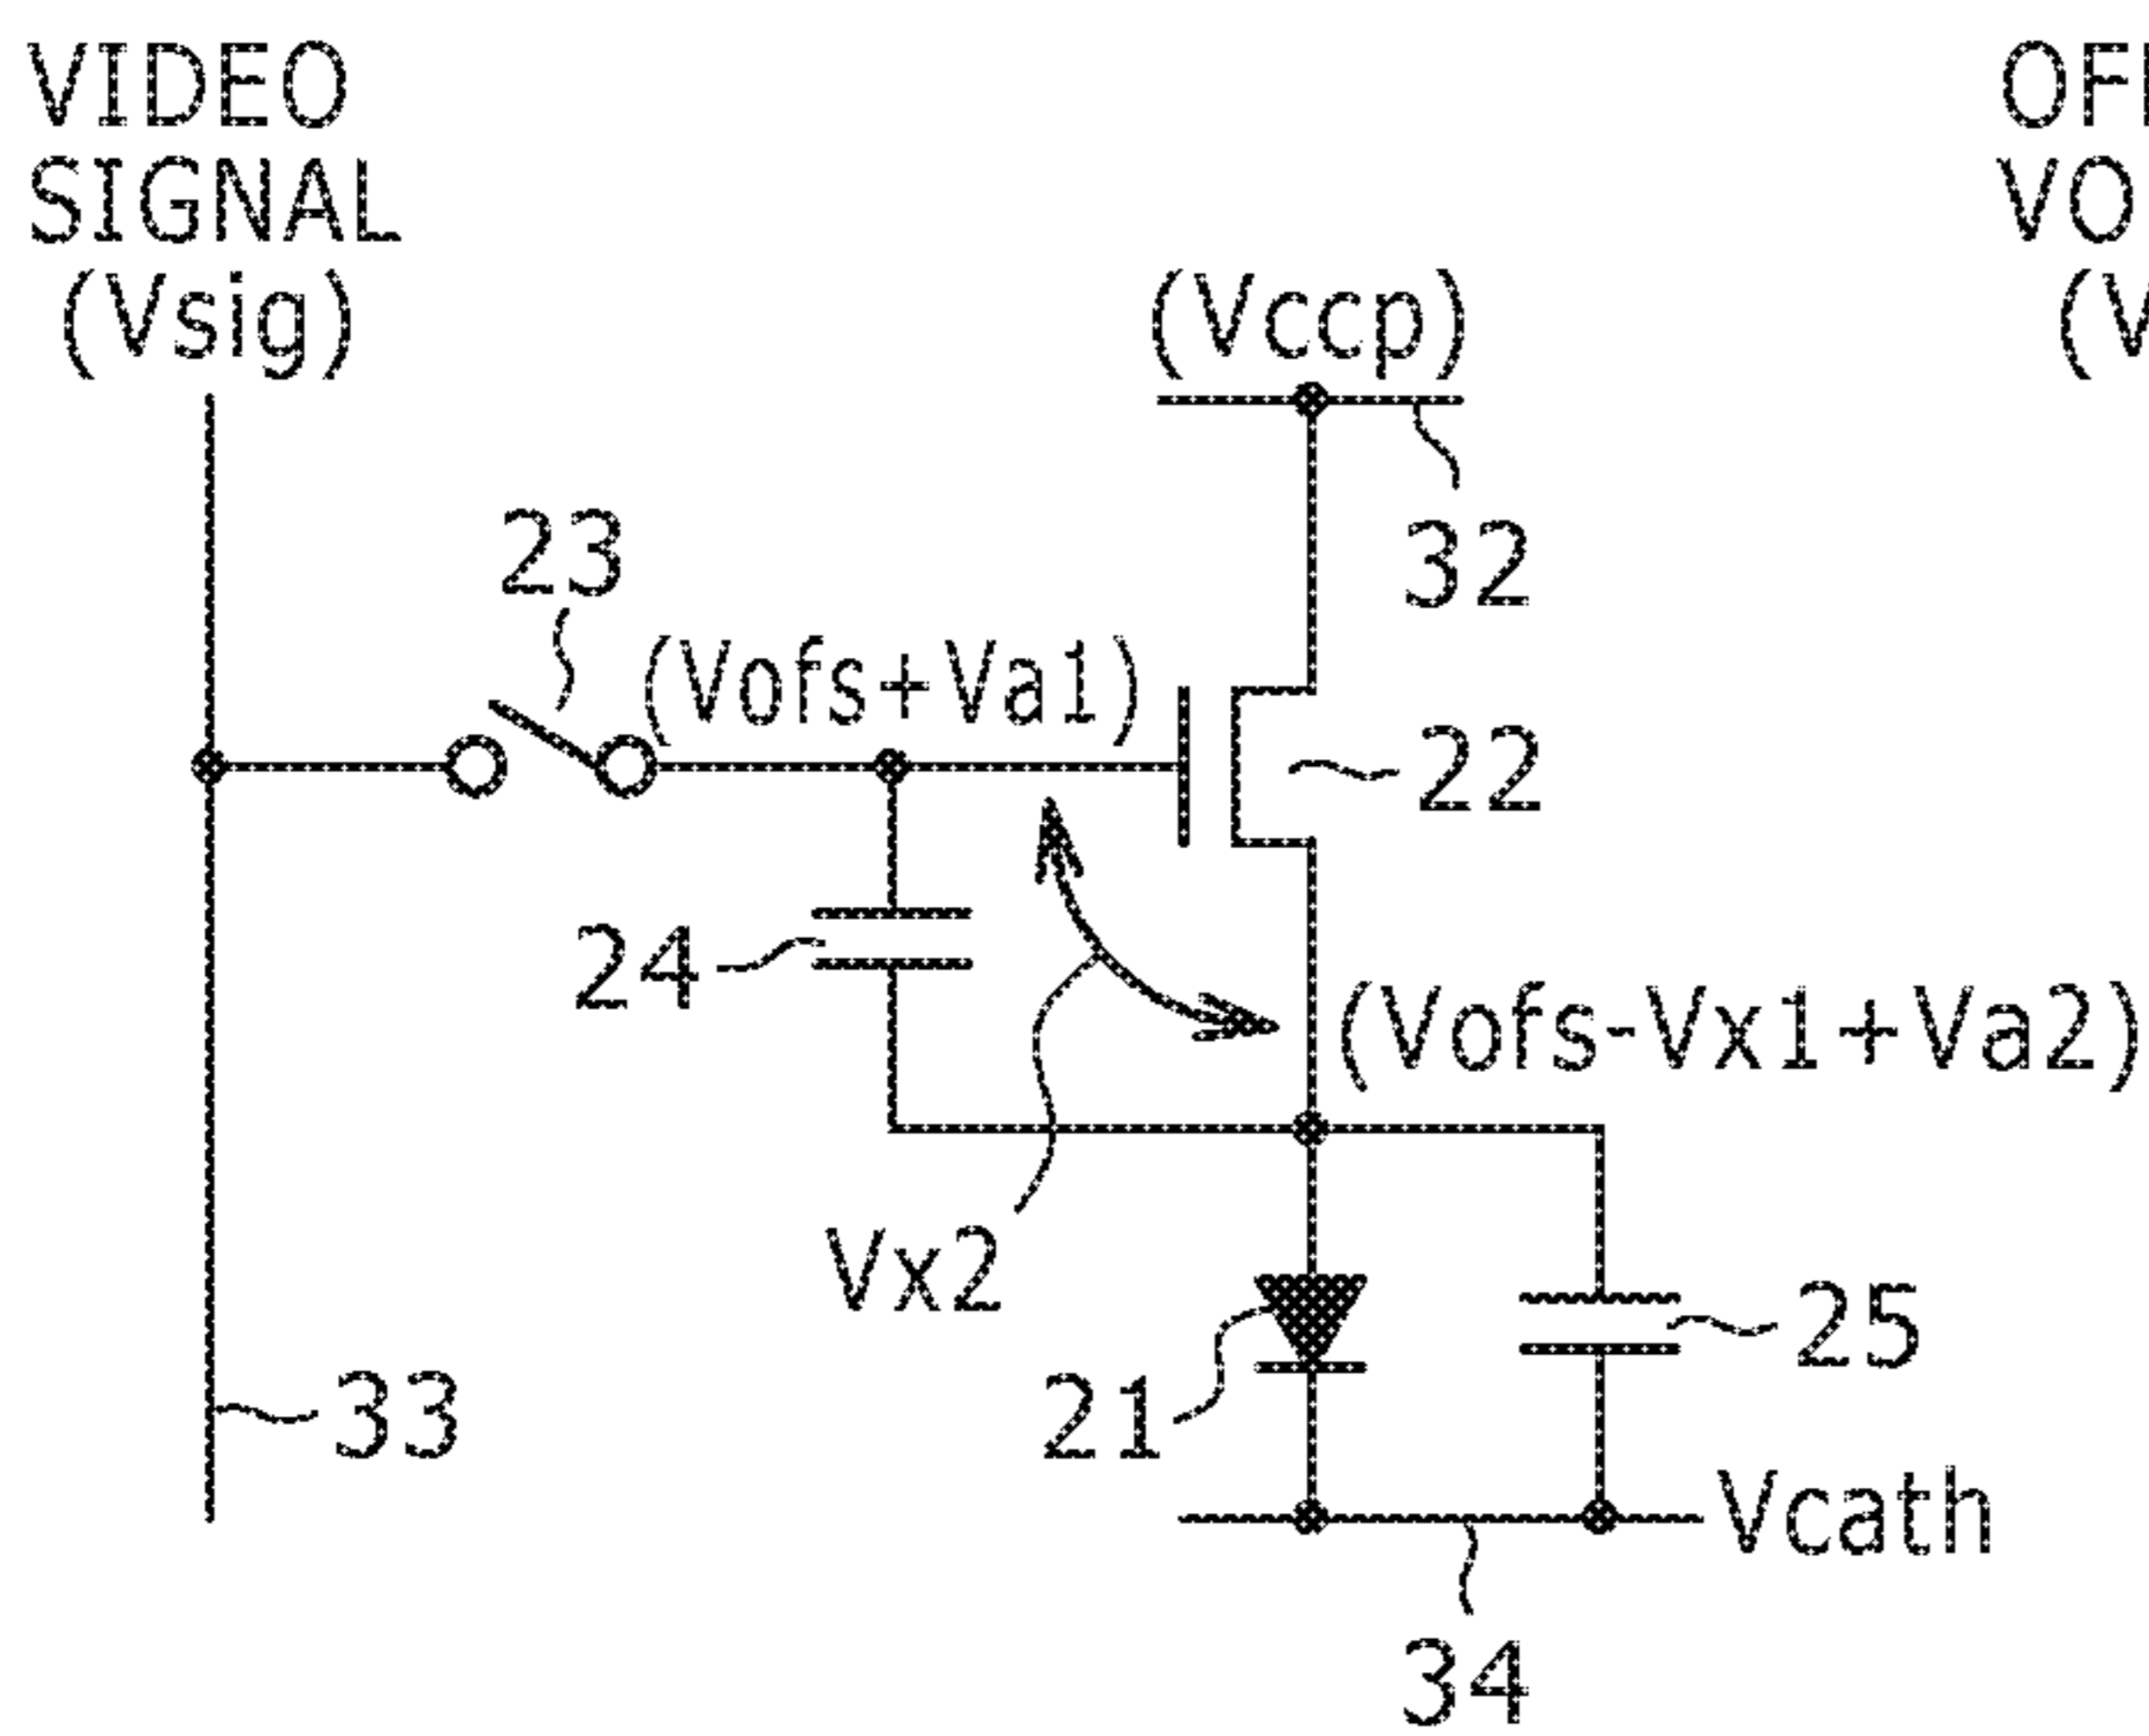 VIDEO
SIGNAL
(Vsig)
(Vccp)
32
23
(Vofs+Va1)
22
24
(Vofs-Vx1+Va2)
Vx2
25
21
33
Vcath
34